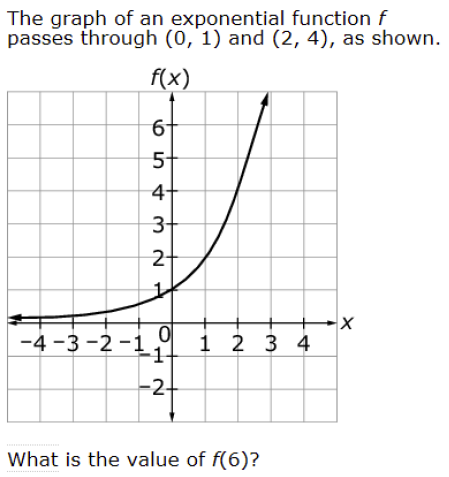 The graph of an exponential function f
passes through (0, 1) and (2, 4), as shown.
f(x)
6
5
4
3
2
1
x
-4 -3 -2 -1 0 1 2 3 4
-1
-2
What is the value of f(6)?